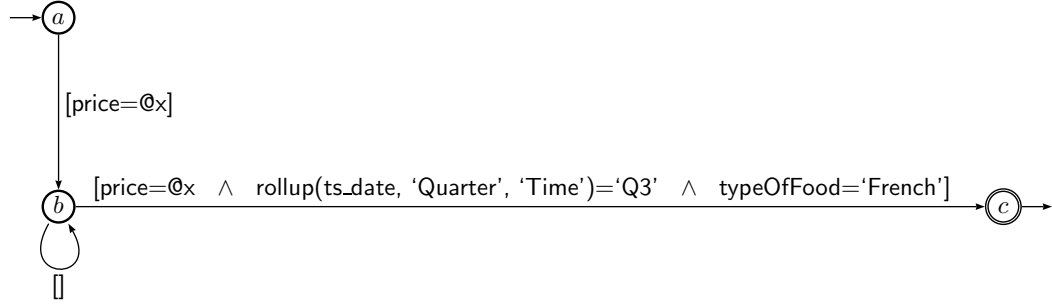 a
[price=@x]
[price=@x ∧ rollup(ts_date, ‘Quarter’, ‘Time’)=‘Q3’ ∧ typeOfFood=‘French’]
b
c
[]